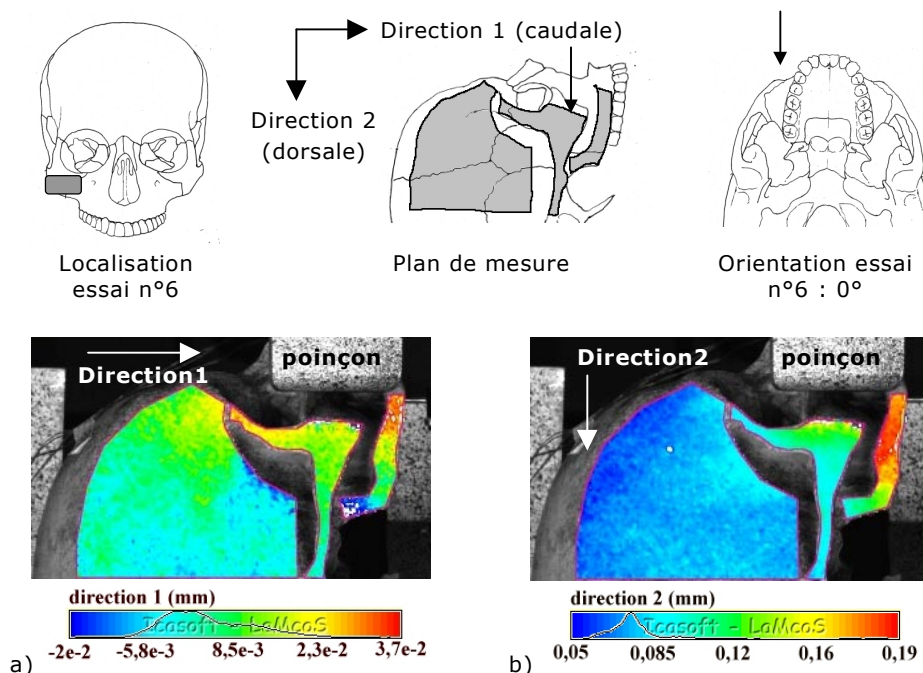 Direction 1 (caudale)
Direction 2
(dorsale)
Localisation
essai n°6
Plan de mesure
Orientation essai
n°6 : 0°
Direction1
poinçon
direction 1 (mm)
Icasoft - LaMcoS
-2e-2 -5,8e-3 8,5e-3 2,3e-2 3,7e-2
a)
Direction2
poinçon
direction 2 (mm)
Icasoft - LaMcoS
0,05 0,085 0,12 0,16 0,19
b)